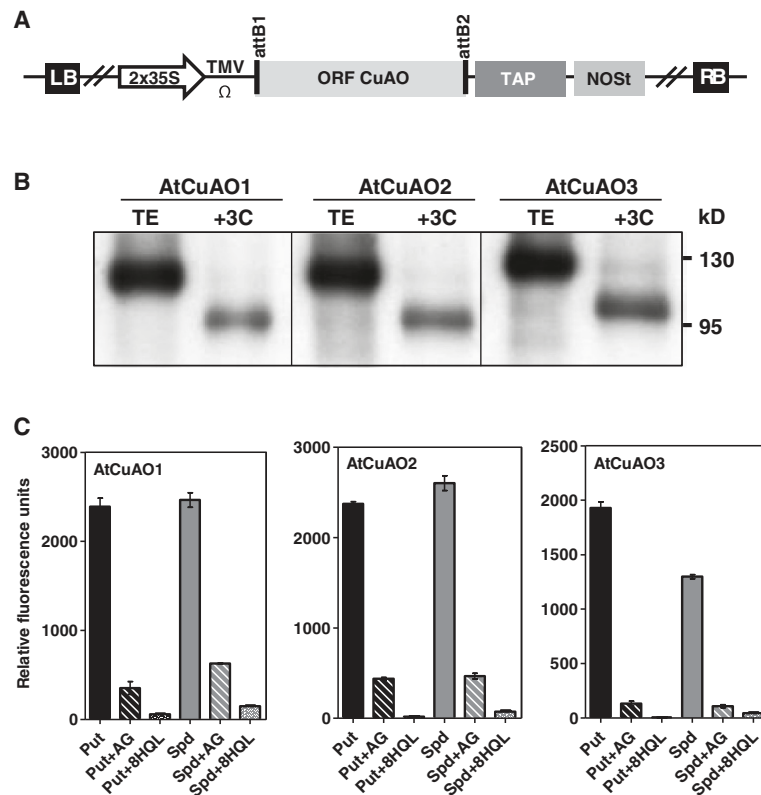 A
LB 2x35S TMV Ω attB1 ORF CuAO attB2 TAP NOSt RB
B
AtCuAO1 AtCuAO2 AtCuAO3
TE +3C TE +3C TE +3C kD
130
95
C
Relative fluorescence units
3000
2000
1000
0
AtCuAO1
Put Put+AG Put+8HQL Spd Spd+AG Spd+8HQL
3000
2000
1000
0
AtCuAO2
Put Put+AG Put+8HQL Spd Spd+AG Spd+8HQL
2500
2000
1500
1000
500
0
AtCuAO3
Put Put+AG Put+8HQL Spd Spd+AG Spd+8HQL